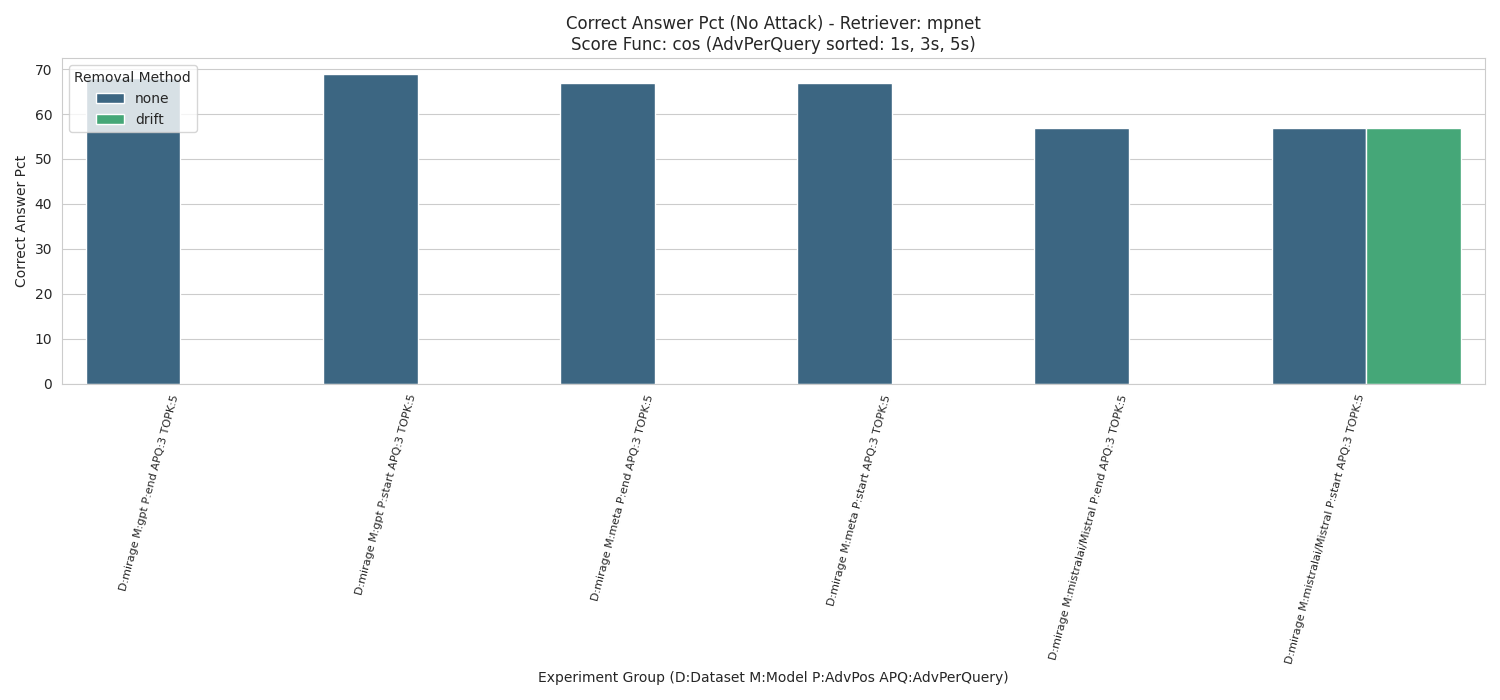 Correct Answer Pct (No Attack) - Retriever: mpnet
Score Func: cos (AdvPerQuery sorted: 1s, 3s, 5s)
Removal Method
none
drift
Correct Answer Pct
70
60
50
40
30
20
10
0
D:mirage M:gpt P:end APQ:3 TOPK:5
D:mirage M:gpt P:start APQ:3 TOPK:5
D:mirage M:meta P:end APQ:3 TOPK:5
D:mirage M:meta P:start APQ:3 TOPK:5
D:mirage M:mistralai/Mistral P:end APQ:3 TOPK:5
D:mirage M:mistralai/Mistral P:start APQ:3 TOPK:5
Experiment Group (D:Dataset M:Model P:AdvPos APQ:AdvPerQuery)